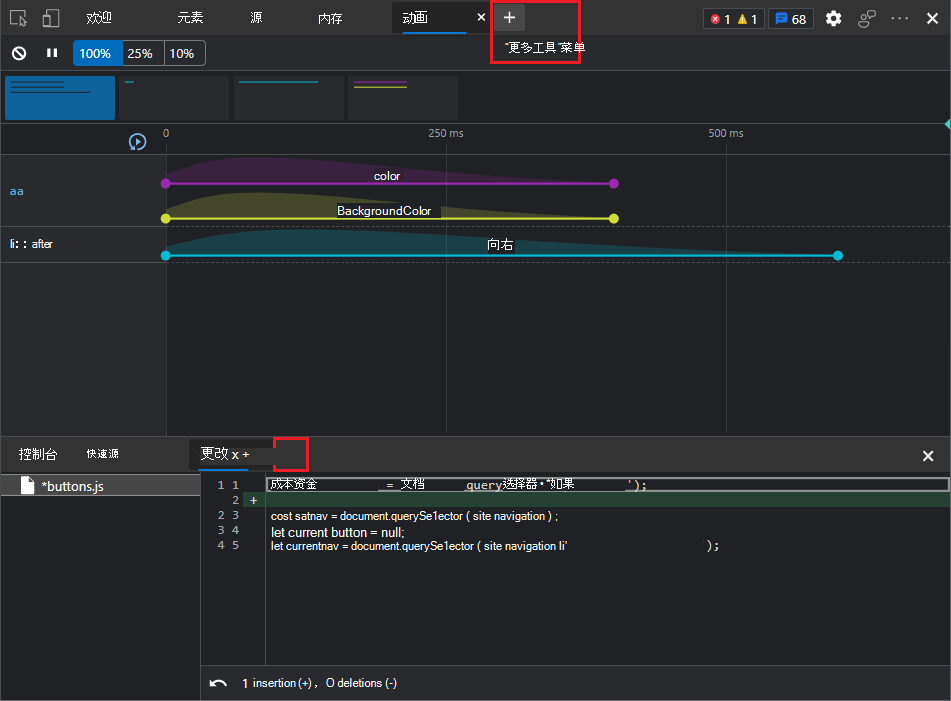 欢迎 元素 源 内存 动画 × + 1 1 68
"更多工具"菜单
100% 25% 10%
0 250 ms 500 ms
color
aa
BackgroundColor
li:: after 向右
控制台 快速源 更改 x +
*buttons.js
1 1 成本资金 = 文档 query选择器•"如果 ');
2 +
2 3 cost satnav = document.querySe1ector ( site navigation ) ;
3 4 let current button = null;
4 5 let currentnav = document.querySe1ector ( site navigation li' );
1 insertion (+) , O deletions (-)